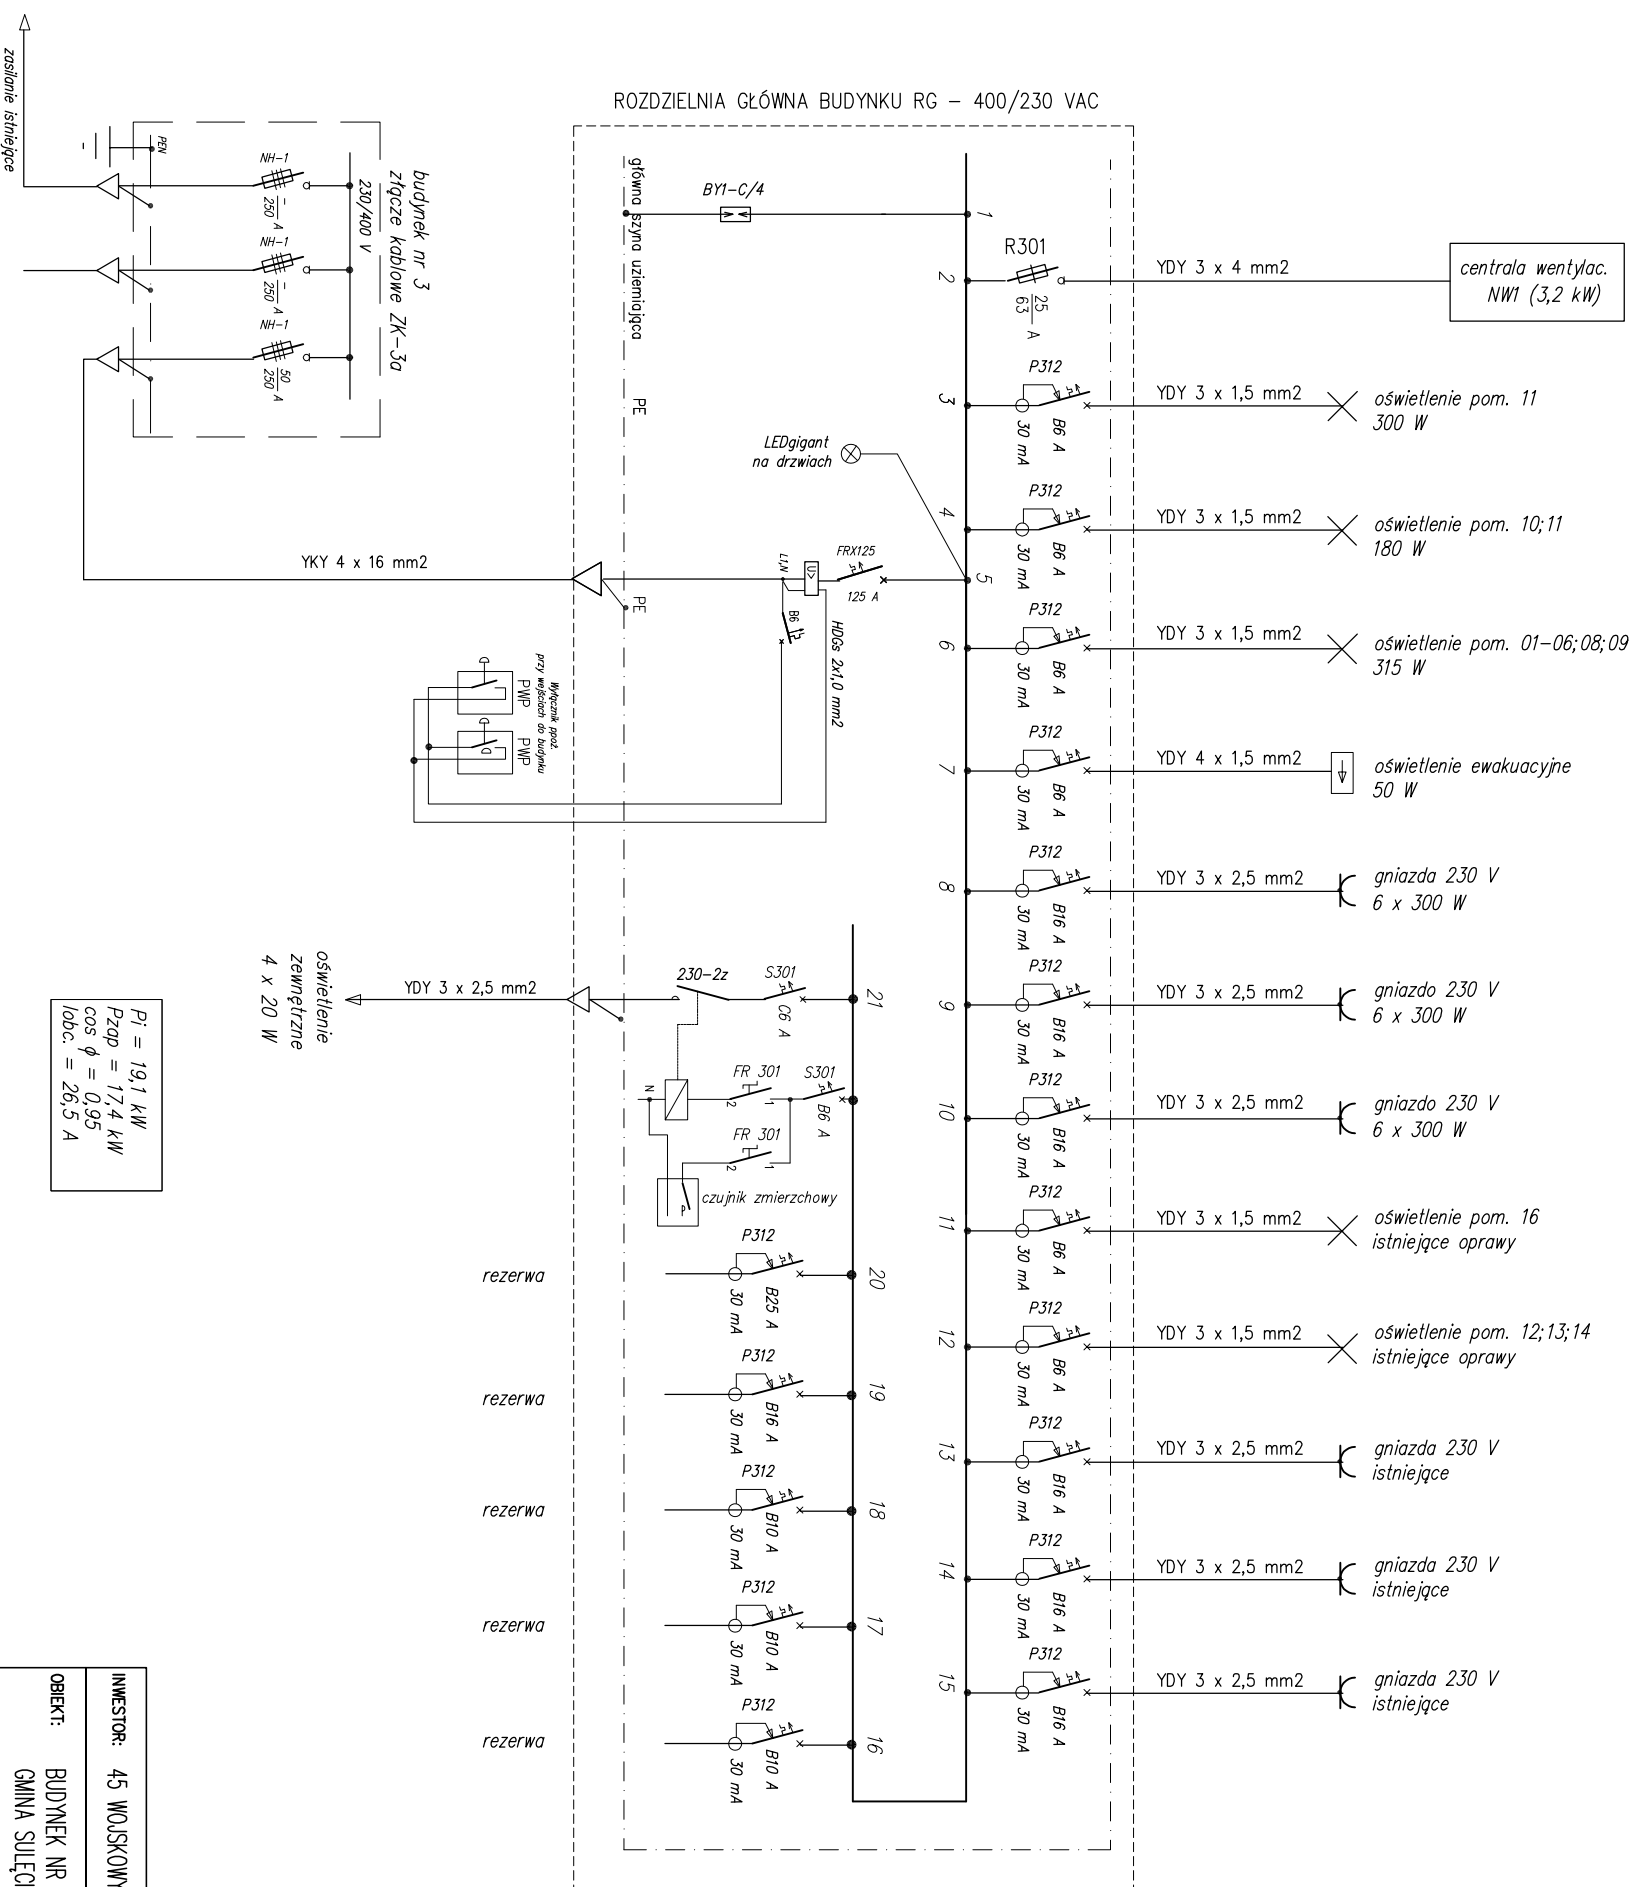 ROZDZIELNIA GŁÓWNA BUDYNKU RG – 400/230 VAC
zasilanie istniejące
budynek nr 3
złącze kablowe ZK–3a
230/400 V
PEN
NH–1
–
250 A
NH–1
–
250 A
NH–1
50
250 A
główna szyna uziemiająca
PE
BY1–C/4
1
2
R301
25
63 A
YDY 3 x 4 mm2
centrala wentylac.
NW1 (3,2 kW)
3
P312
B6 A
30 mA
YDY 3 x 1,5 mm2
oświetlenie pom. 11
300 W
LEDgigant
na drzwiach
4
P312
B6 A
30 mA
YDY 3 x 1,5 mm2
oświetlenie pom. 10;11
180 W
5
FRX125
125 A
U>
L1,N
B6
HDGs 2x1,0 mm2
YKY 4 x 16 mm2
PE
Wyłącznik ppoż.
przy wejściach do budynku
PWP
PWP
6
P312
B6 A
30 mA
YDY 3 x 1,5 mm2
oświetlenie pom. 01–06;08;09
315 W
7
P312
B6 A
30 mA
YDY 4 x 1,5 mm2
oświetlenie ewakuacyjne
50 W
8
P312
B16 A
30 mA
YDY 3 x 2,5 mm2
gniazda 230 V
6 x 300 W
9
P312
B16 A
30 mA
YDY 3 x 2,5 mm2
gniazdo 230 V
6 x 300 W
10
P312
B16 A
30 mA
YDY 3 x 2,5 mm2
gniazdo 230 V
6 x 300 W
11
P312
B6 A
30 mA
YDY 3 x 1,5 mm2
oświetlenie pom. 16
istniejące oprawy
12
P312
B6 A
30 mA
YDY 3 x 1,5 mm2
oświetlenie pom. 12;13;14
istniejące oprawy
13
P312
B16 A
30 mA
YDY 3 x 2,5 mm2
gniazda 230 V
istniejące
14
P312
B16 A
30 mA
YDY 3 x 2,5 mm2
gniazda 230 V
istniejące
15
P312
B16 A
30 mA
YDY 3 x 2,5 mm2
gniazda 230 V
istniejące
21
S301
C6 A
230–2z
YDY 3 x 2,5 mm2
oświetlenie
zewnętrzne
4 x 20 W
S301
B6 A
FR 301
1
2
N
FR 301
1
2
P
czujnik zmierzchowy
20
P312
B25 A
30 mA
rezerwa
19
P312
B16 A
30 mA
rezerwa
18
P312
B10 A
30 mA
rezerwa
17
P312
B10 A
30 mA
rezerwa
16
P312
B10 A
30 mA
rezerwa
Pi = 19,1 kW
Pzap = 17,4 kW
cos ϕ = 0,95
Iobc. = 26,5 A
INWESTOR: 45 WOJSKOWY
OBIEKT: BUDYNEK NR
GMINA SULĘCI